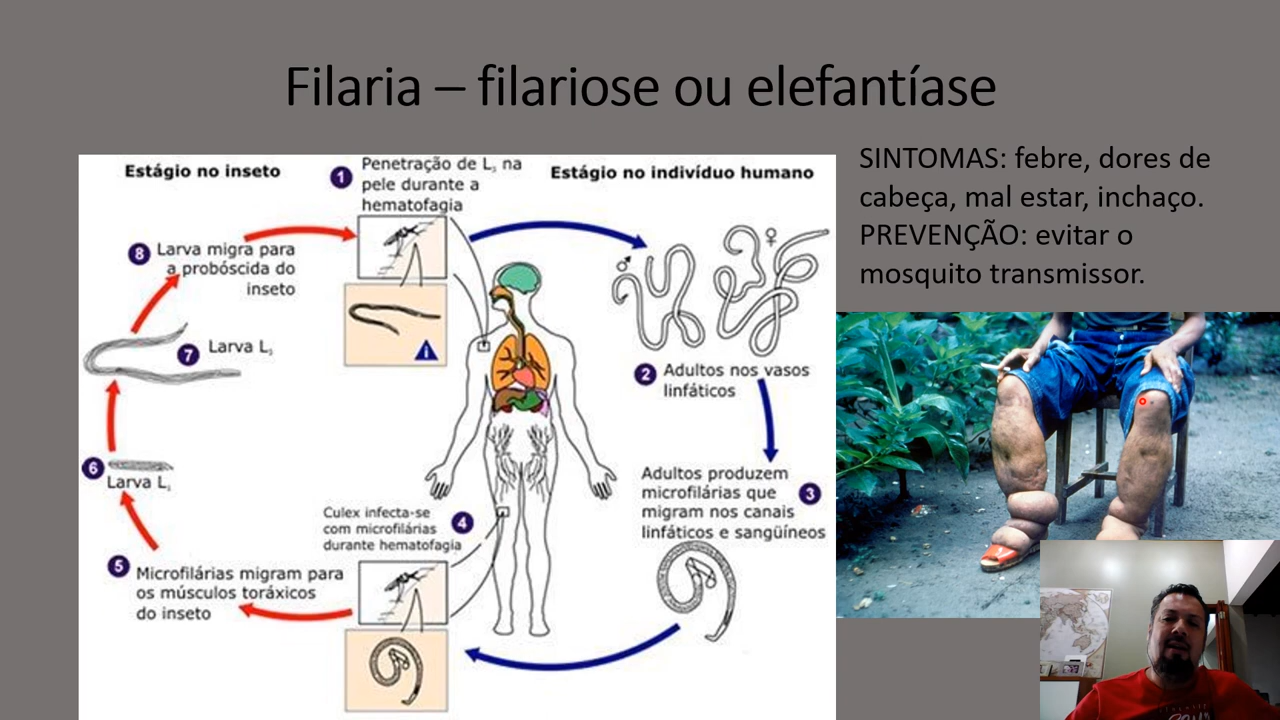 Filaria – filariose ou elefantíase
Estágio no inseto
1
Penetração de L₃ na
pele durante a
hematofagia
Estágio no indivíduo humano
8
Larva migra para
a probóscida do
inseto
7
Larva L₃
6
Larva L₁
5
Microfilárias migram para
os músculos toráxicos
do inseto
i
♂
♀
2
Adultos nos vasos
linfáticos
Adultos produzem
microfilárias que
migram nos canais
linfáticos e sangüíneos
3
Culex infecta-se
com microfilárias
durante hematofagia
4
SINTOMAS: febre, dores de
cabeça, mal estar, inchaço.
PREVENÇÃO: evitar o
mosquito transmissor.